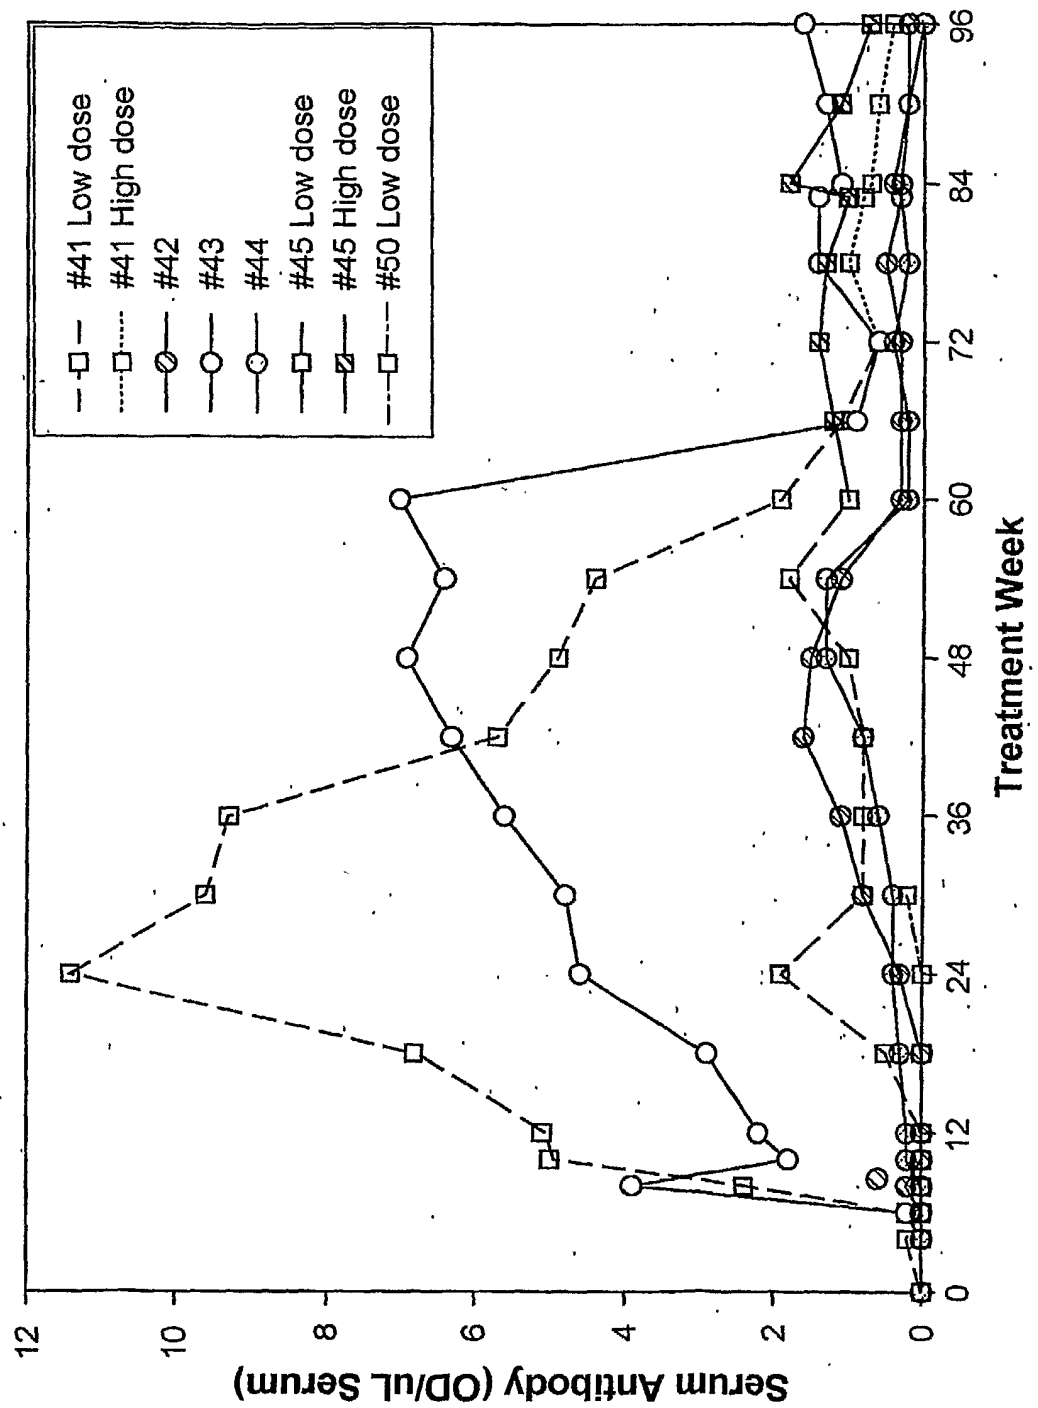 #41 Low dose
#41 High dose
#42
#43
#44
#45 Low dose
#45 High dose
#50 Low dose
Serum Antibody (OD/uL Serum)
12
10
8
6
4
2
0
0
12
24
36
48
60
72
84
96
Treatment Week